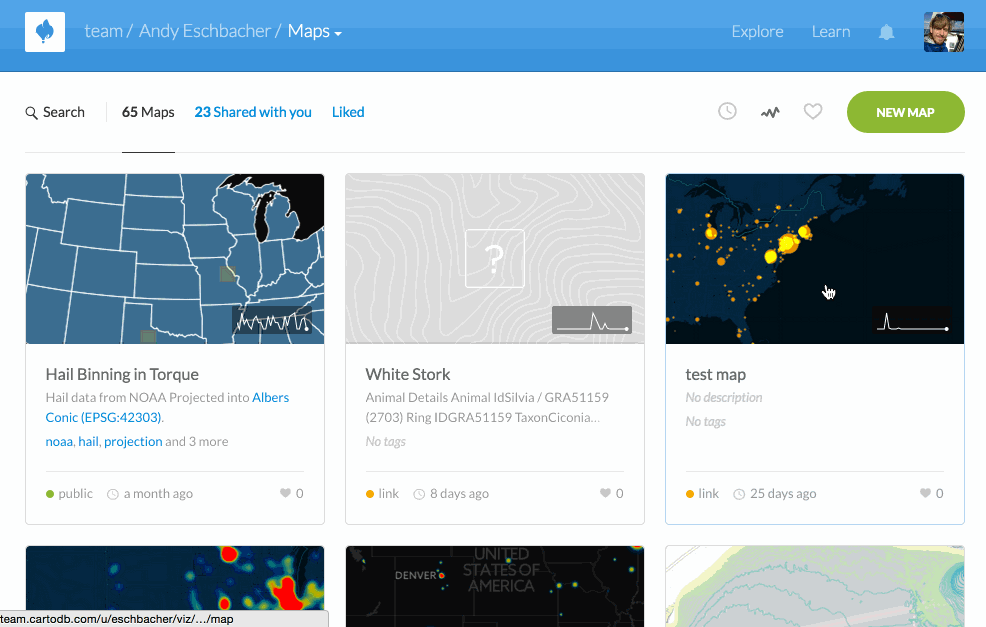 team / Andy Eschbacher / Maps
Explore Learn
Search 65 Maps 23 Shared with you Liked
NEW MAP
?
Hail Binning in Torque
Hail data from NOAA Projected into Albers
Conic (EPSG:42303).
noaa, hail, projection and 3 more
public a month ago 0
White Stork
Animal Details Animal IdSilvia / GRA51159
(2703) Ring IDGRA51159 TaxonCiconia...
No tags
link 8 days ago 0
test map
No description
No tags
link 25 days ago 0
UNITED
STATES OF
AMERICA
DENVER
team.cartodb.com/u/eschbacher/viz/.../map